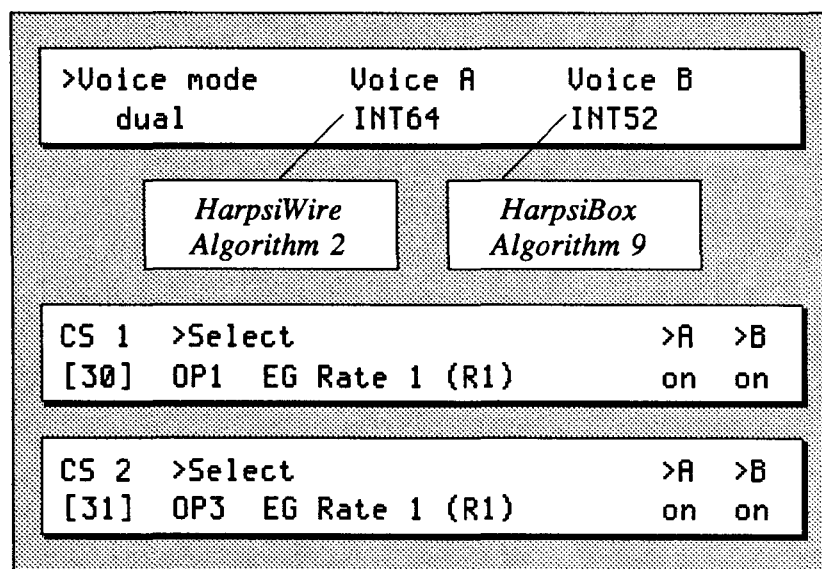 >Voice mode Voice A Voice B
dual INT64 INT52
HarpsiWire HarpsiBox
Algorithm 2 Algorithm 9
CS 1 >Select >A >B
[30] OP1 EG Rate 1 (R1) on on
CS 2 >Select >A >B
[31] OP3 EG Rate 1 (R1) on on